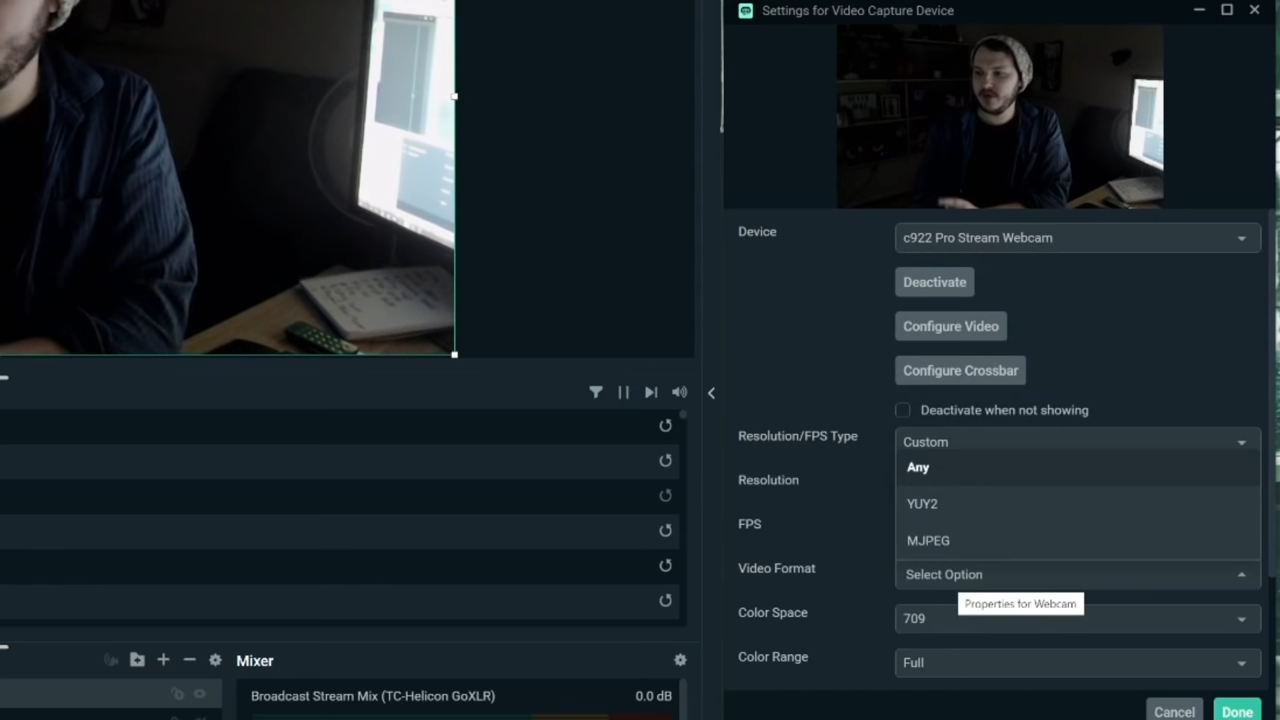 Settings for Video Capture Device
Device
c922 Pro Stream Webcam
Deactivate
Configure Video
Configure Crossbar
Deactivate when not showing
Resolution/FPS Type
Custom
Any
Resolution
YUY2
FPS
MJPEG
Video Format
Select Option
Properties for Webcam
Color Space
709
Color Range
Full
Cancel
Done
Mixer
Broadcast Stream Mix (TC-Helicon GoXLR)
0.0 dB